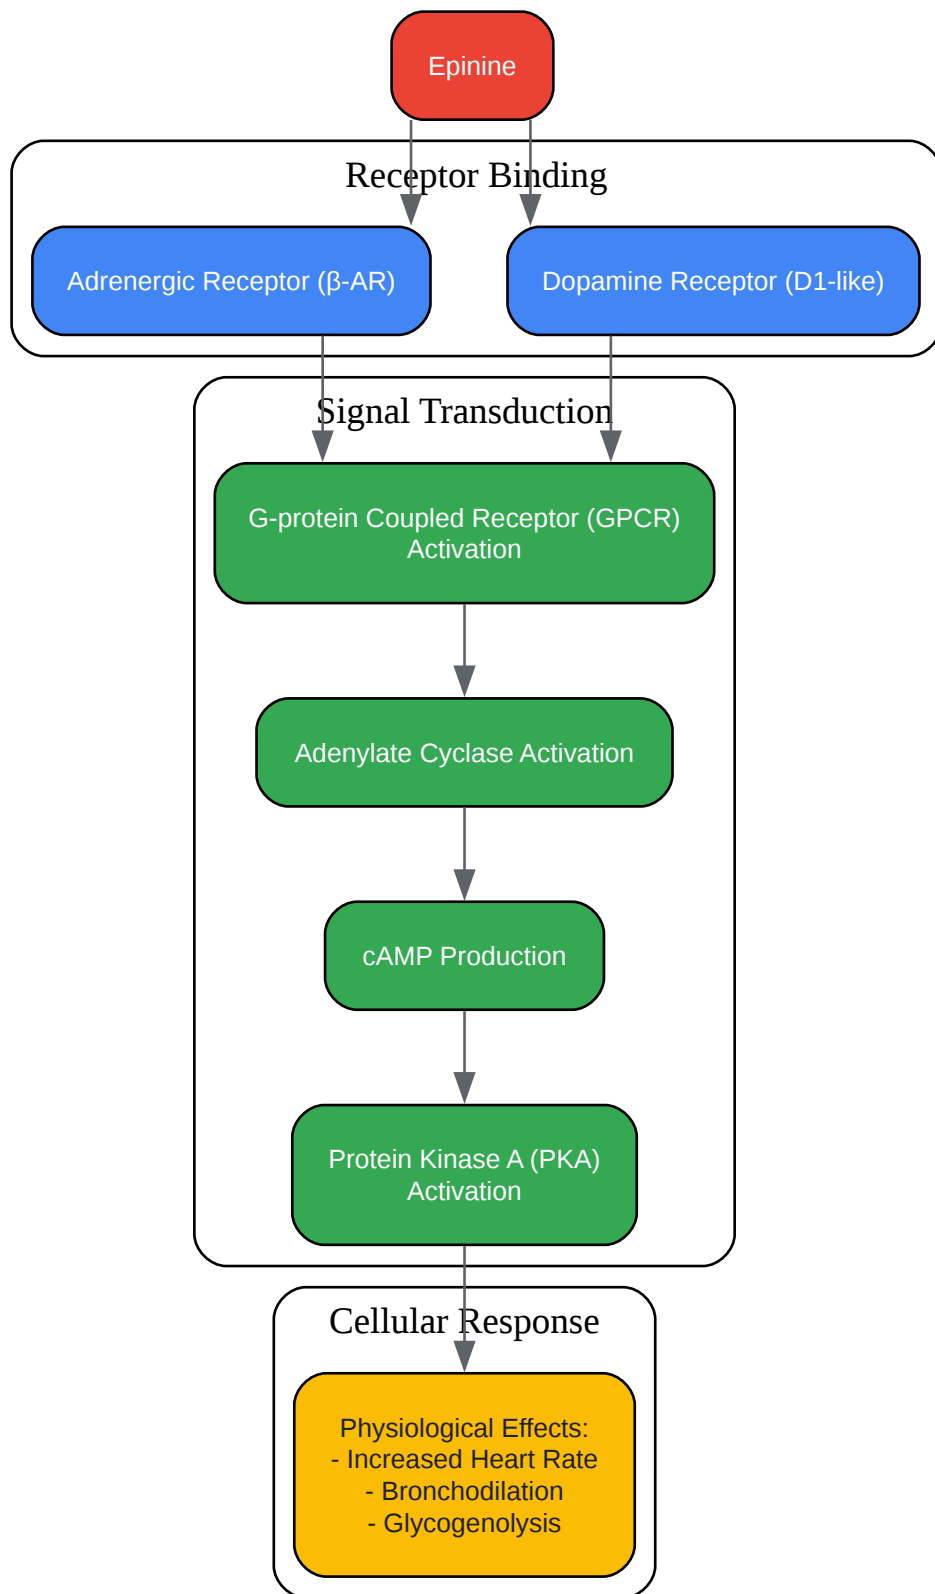 Epinine
Receptor Binding
Adrenergic Receptor (β-AR)
Dopamine Receptor (D1-like)
Signal Transduction
G-protein Coupled Receptor (GPCR)
Activation
Adenylate Cyclase Activation
cAMP Production
Protein Kinase A (PKA)
Activation
Cellular Response
Physiological Effects:
- Increased Heart Rate
- Bronchodilation
- Glycogenolysis